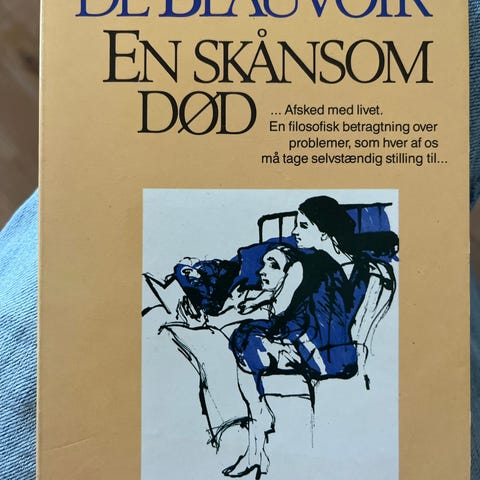 DE BEAUVOIR
EN SKÅNSOM
DØD
... Afsked med livet.
En filosofisk betragtning over
problemer, som hver af os
må tage selvstændig stilling til...